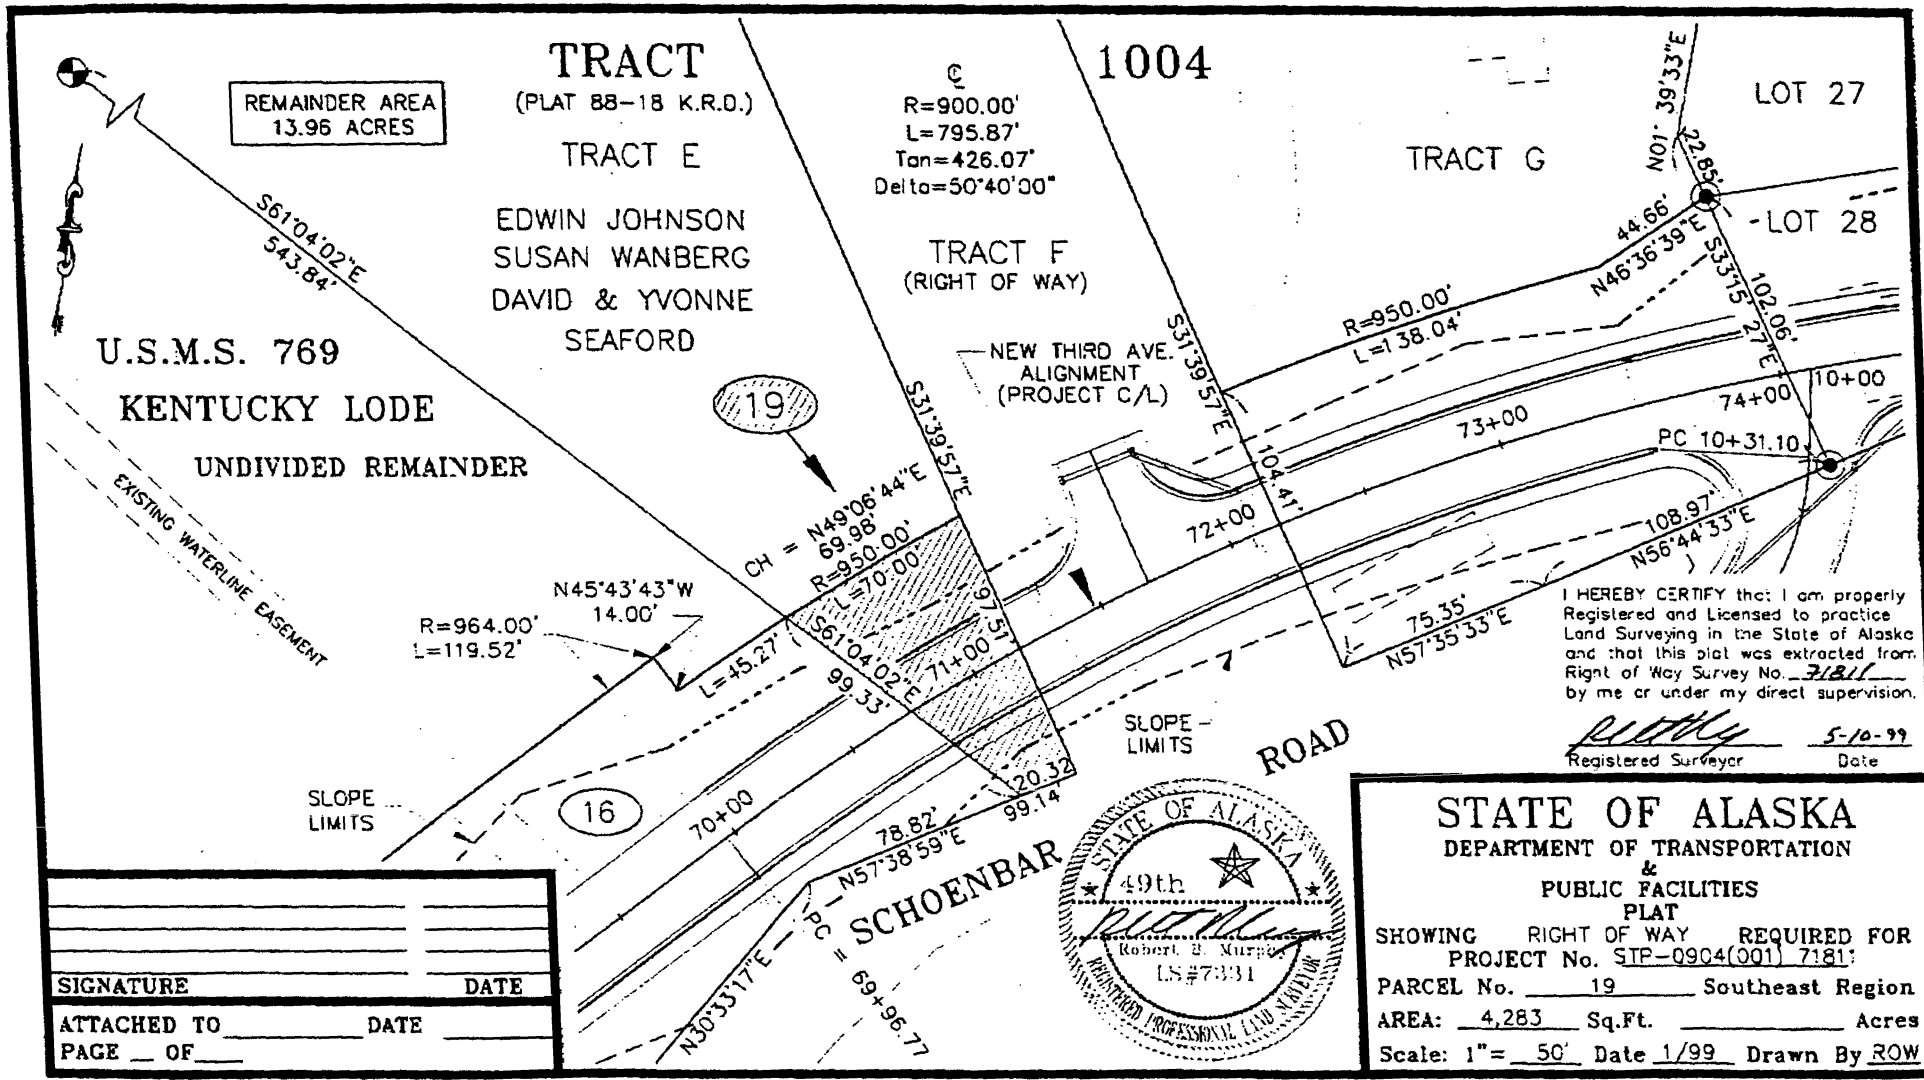 TRACT 1004
(PLAT 88-18 K.R.D.)
REMAINDER AREA
13.96 ACRES
TRACT E
EDWIN JOHNSON
SUSAN WANBERG
DAVID & YVONNE
SEAFORD
R=900.00'
L=795.87'
Tan=426.07'
Delta=50°40'00"
TRACT F
(RIGHT OF WAY)
TRACT G
LOT 27
LOT 28
N01°39'33"E
22.85'
44.66'
N46°36'39"E
S33°15'27"E
102.06'
S61°04'02"E
543.84'
U.S.M.S. 769
KENTUCKY LODE
UNDIVIDED REMAINDER
EXISTING WATERLINE EASEMENT
19
NEW THIRD AVE.
ALIGNMENT
(PROJECT C/L)
S31°39'57"E
S31°39'57"E
R=950.00'
L=138.04'
10+00
74+00
73+00
PC 10+31.10
104.41'
72+00
108.97'
N56°44'33"E
CH = N49°06'44"E
69.98'
R=950.00'
L=70.00'
N45°43'43"W
14.00'
R=964.00'
L=119.52'
L=45.27'
S61°04'02"E
99.33'
97.51'
71+00
75.35'
N57°35'33"E
SLOPE
LIMITS
SLOPE
LIMITS
16
70+00
20.32
99.14'
78.82'
N57°38'59"E
SCHOENBAR ROAD
PC = 69+96.77
N30°33'17"E
I HEREBY CERTIFY that I am properly
Registered and Licensed to practice
Land Surveying in the State of Alaska
and that this plat was extracted from
Right of Way Survey No. 71811
by me or under my direct supervision.
5-10-99
Registered Surveyor Date
STATE OF ALASKA
49th
Robert B. Murphy
LS#7331
REGISTERED PROFESSIONAL LAND SURVEYOR
SIGNATURE DATE
ATTACHED TO DATE
PAGE OF
STATE OF ALASKA
DEPARTMENT OF TRANSPORTATION
&
PUBLIC FACILITIES
PLAT
SHOWING RIGHT OF WAY REQUIRED FOR
PROJECT No. STP-0904(001) 71811
PARCEL No. 19 Southeast Region
AREA: 4,283 Sq.Ft. Acres
Scale: 1"= 50' Date 1/99 Drawn By ROW